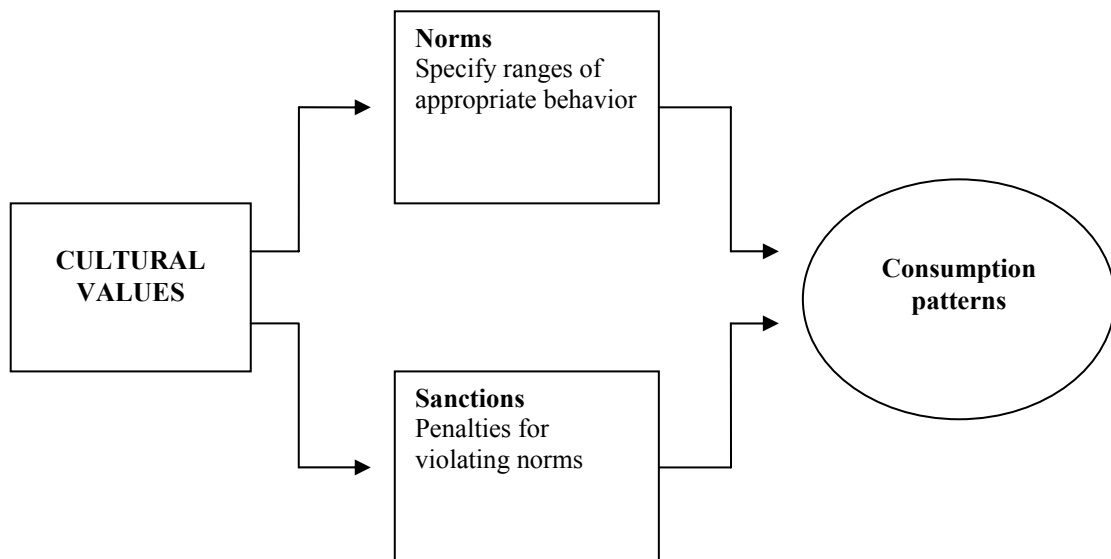 Norms
Specify ranges of
appropriate behavior
CULTURAL
VALUES
Consumption
patterns
Sanctions
Penalties for
violating norms